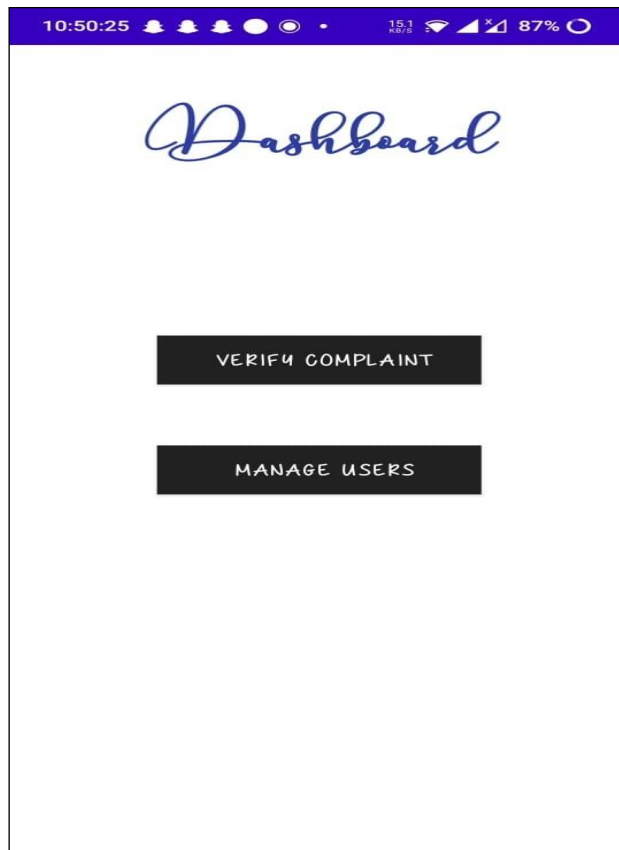 10:50:25 15.1 KB/S 87%
Dashboard
VERIFY COMPLAINT
MANAGE USERS